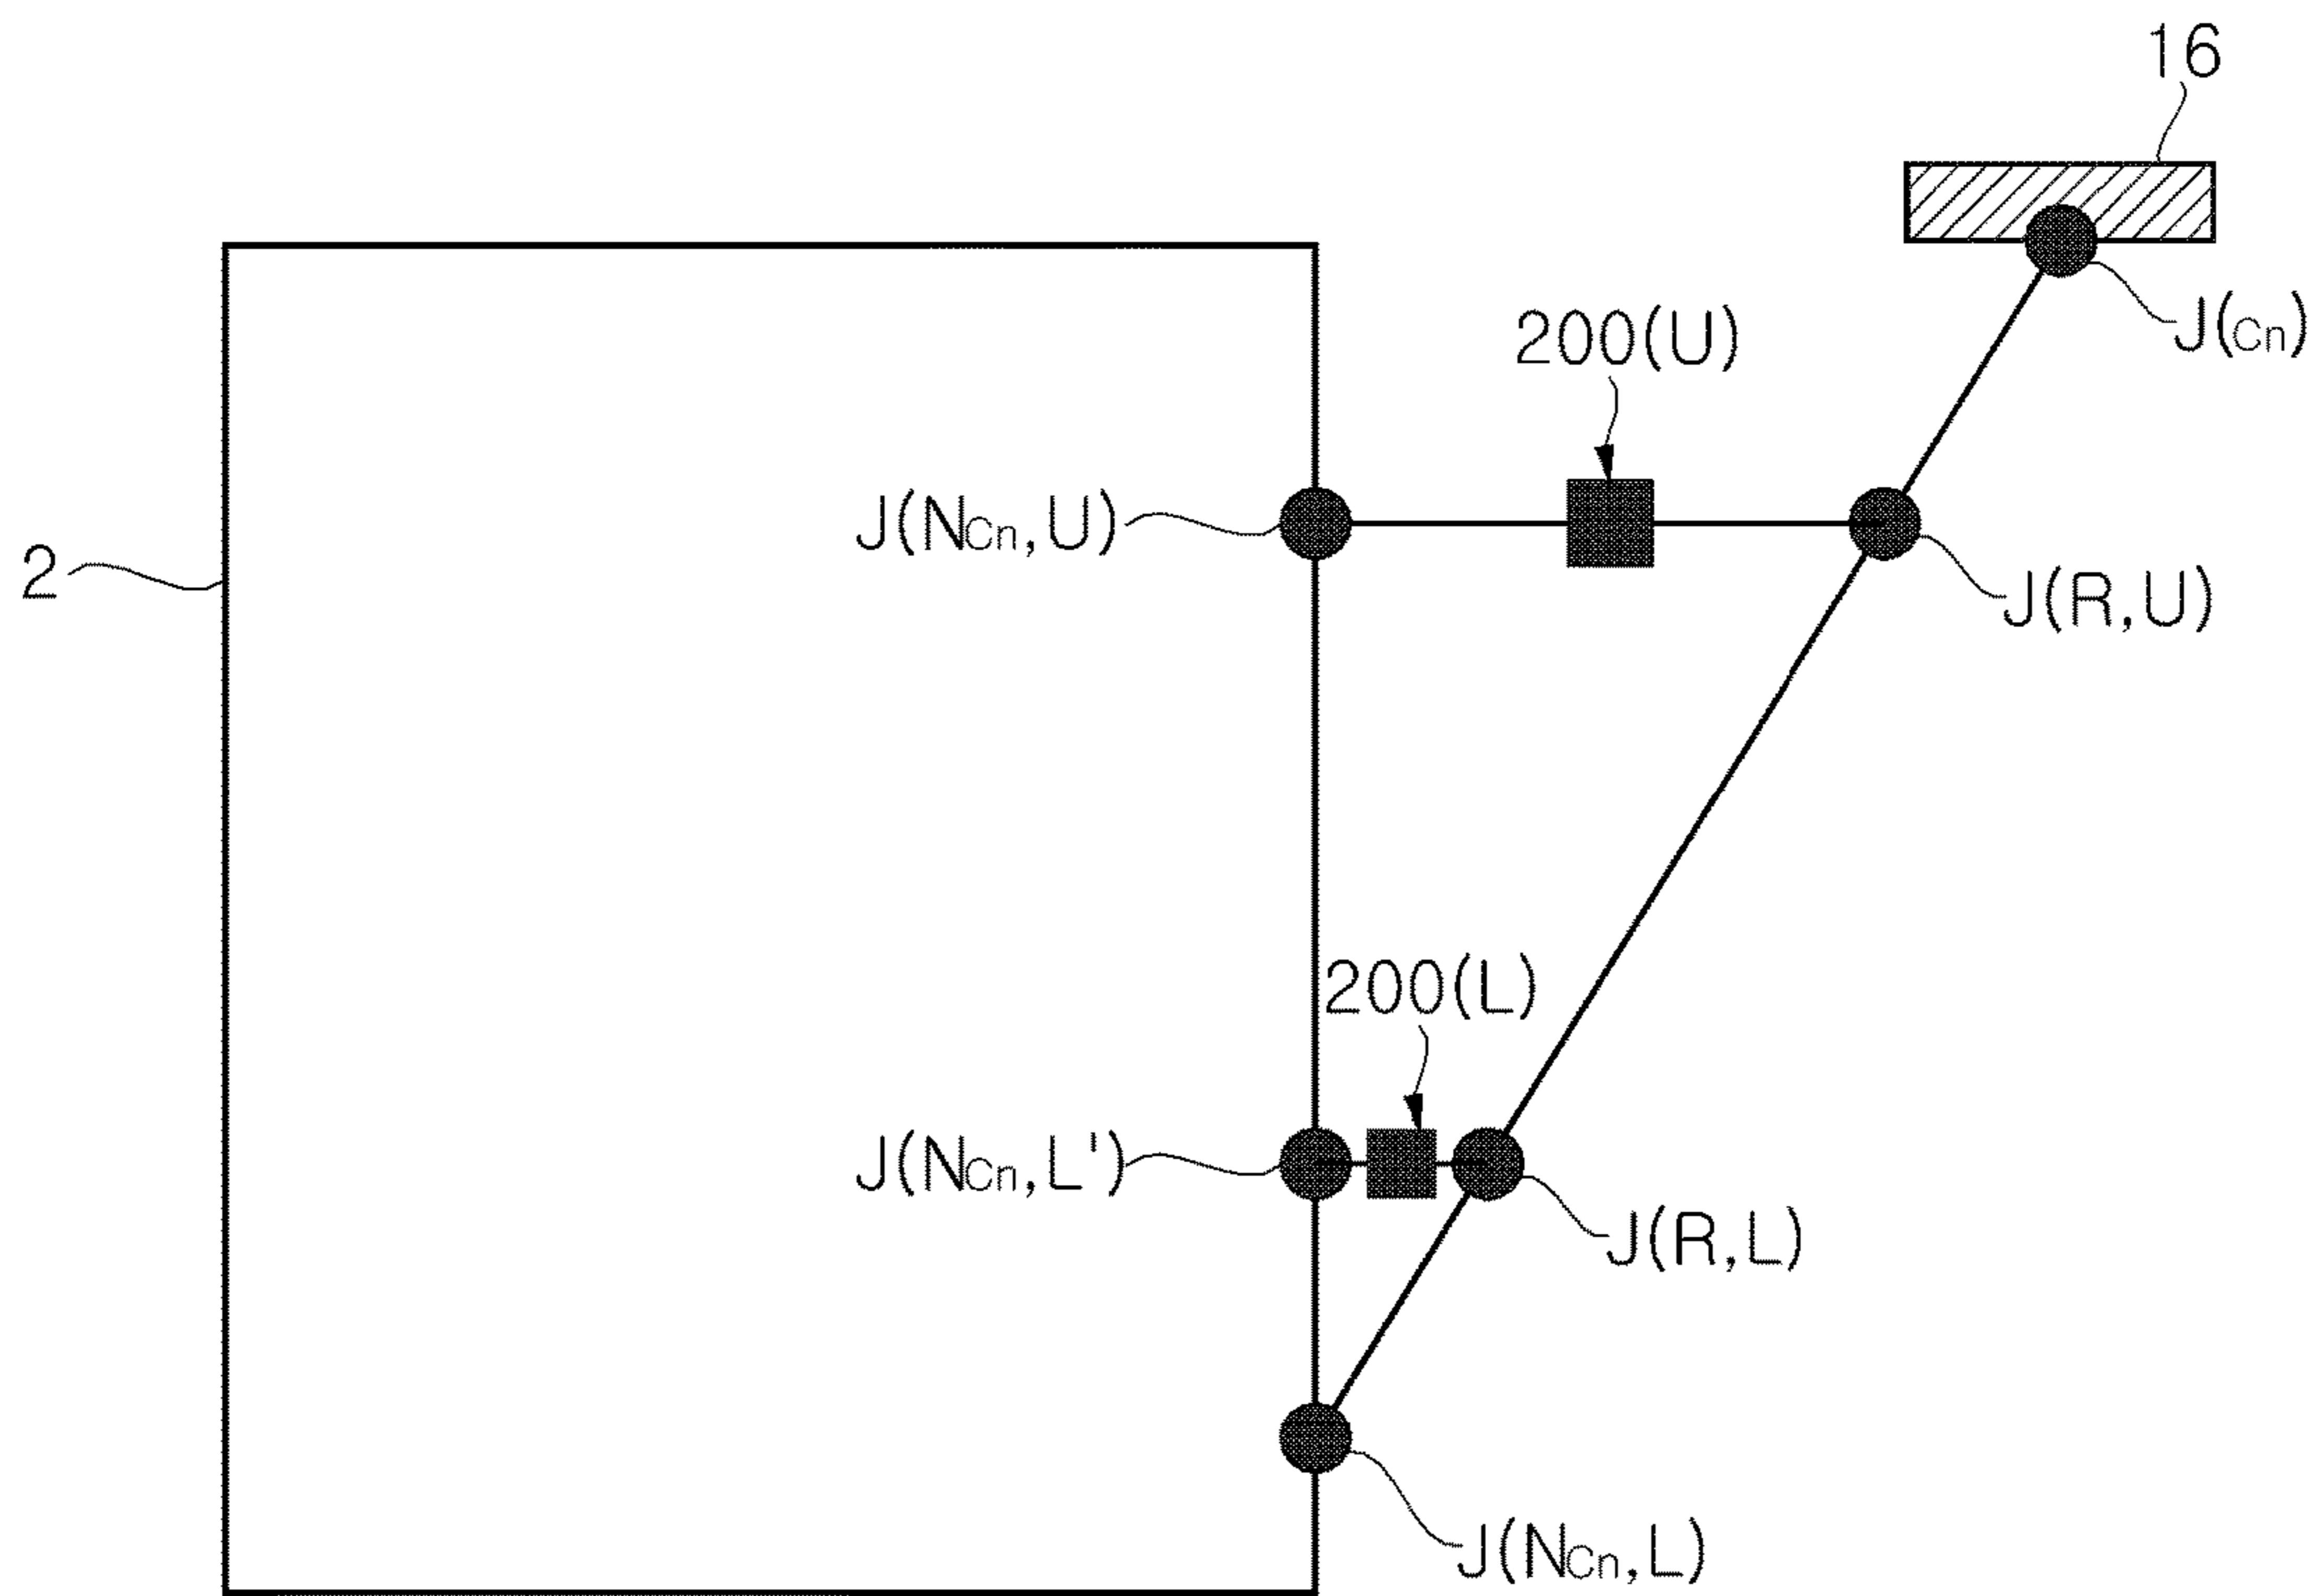 16
J(Cn)
200(U)
J(NCn,U)
2
J(R,U)
200(L)
J(NCn,L')
J(R,L)
J(NCn,L)